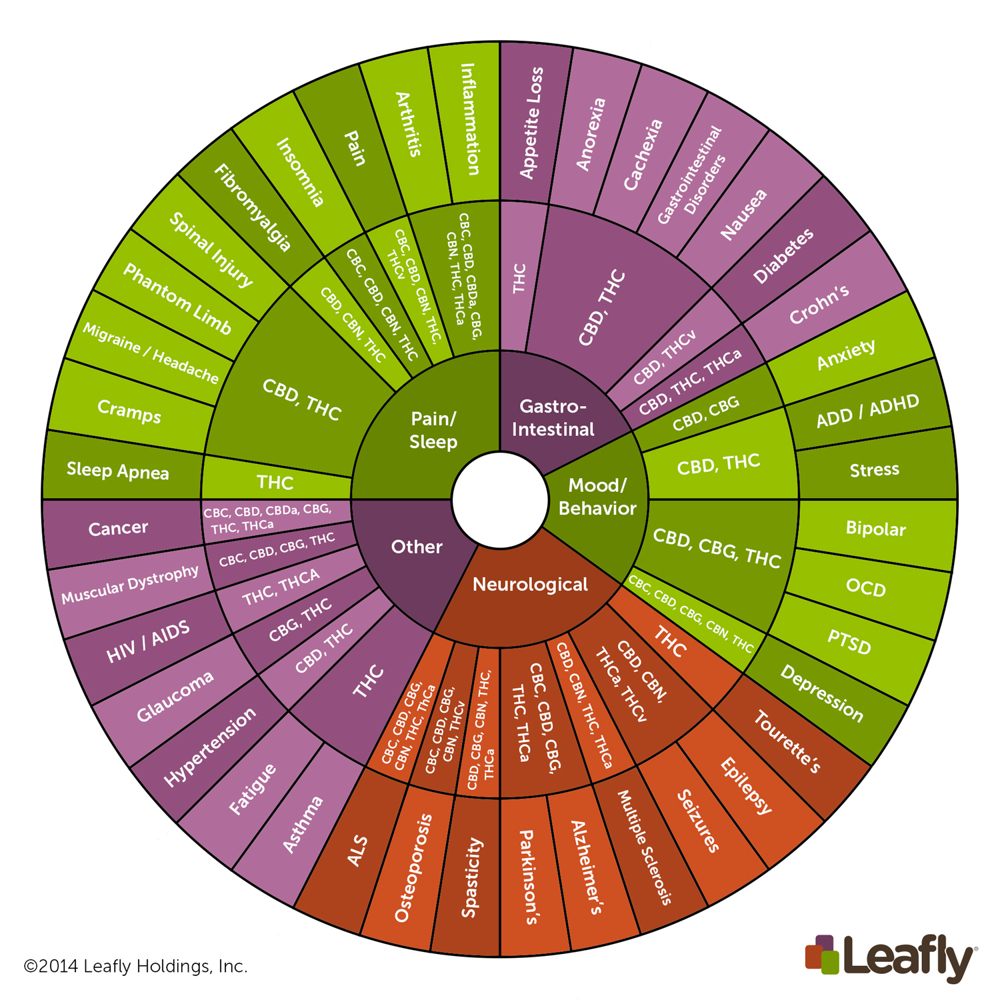 Gastro-
Intestinal
THC
CBD, THC
CBD, THCv
CBD, THC, THCa
Appetite Loss
Anorexia
Cachexia
Gastrointestinal
Disorders
Nausea
Diabetes
Crohn’s
Mood/
Behavior
CBD, CBG
CBD, THC
CBD, CBG, THC
CBC, CBD, CBG, CBN, THC
Anxiety
ADD / ADHD
Stress
Bipolar
OCD
PTSD
Depression
Neurological
THC
CBD, CBN,
THCa, THCv
CBD, CBN, THC, THCa
CBC, CBD, CBG,
THC, THCa
CBD, CBG, CBN, THC,
THCa
CBC, CBD, CBG,
CBN, THCv
CBC, CBD, CBG,
CBN, THC, ThCa
Tourette’s
Epilepsy
Seizures
Multiple Sclerosis
Alzheimer’s
Parkinson’s
Spasticity
Osteoporosis
ALS
Other
THC
CBD, THC
CBG, THC
THC, THCA
CBC, CBD, CBG, THC
CBC, CBD, CBDa, CBG,
THC, THCa
Asthma
Fatigue
Hypertension
Glaucoma
HIV / AIDS
Muscular Dystrophy
Cancer
Pain/
Sleep
THC
CBD, THC
CBD, CBN, THC
CBC, CBD, CBN, THC
CBC, CBD, CBN, THC,
THCv
CBC, CBD, CBDa, CBG,
CBN, THC, THCa
Sleep Apnea
Cramps
Migraine / Headache
Phantom Limb
Spinal Injury
Fibromyalgia
Insomnia
Pain
Arthritis
Inflammation
©2014 Leafly Holdings, Inc.
Leafly®